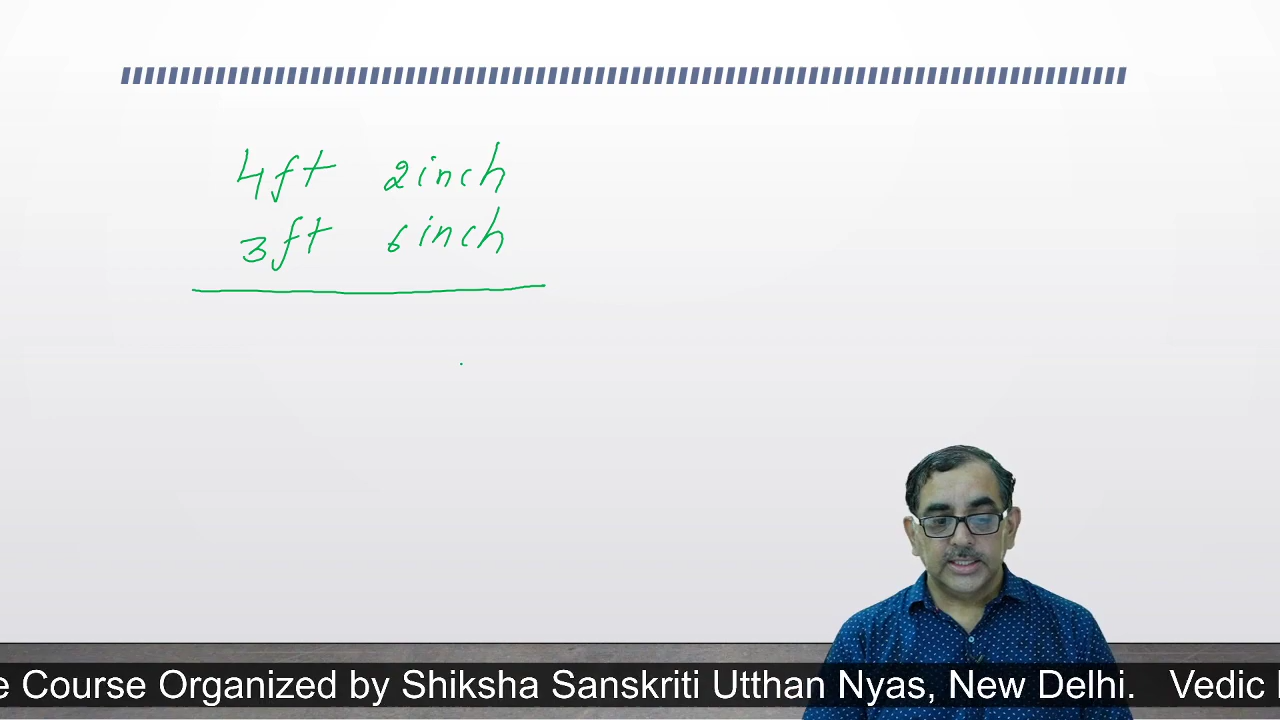 4ft 2inch
3ft 6inch
e Course Organized by Shiksha Sanskriti Utthan Nyas, New Delhi. Vedic